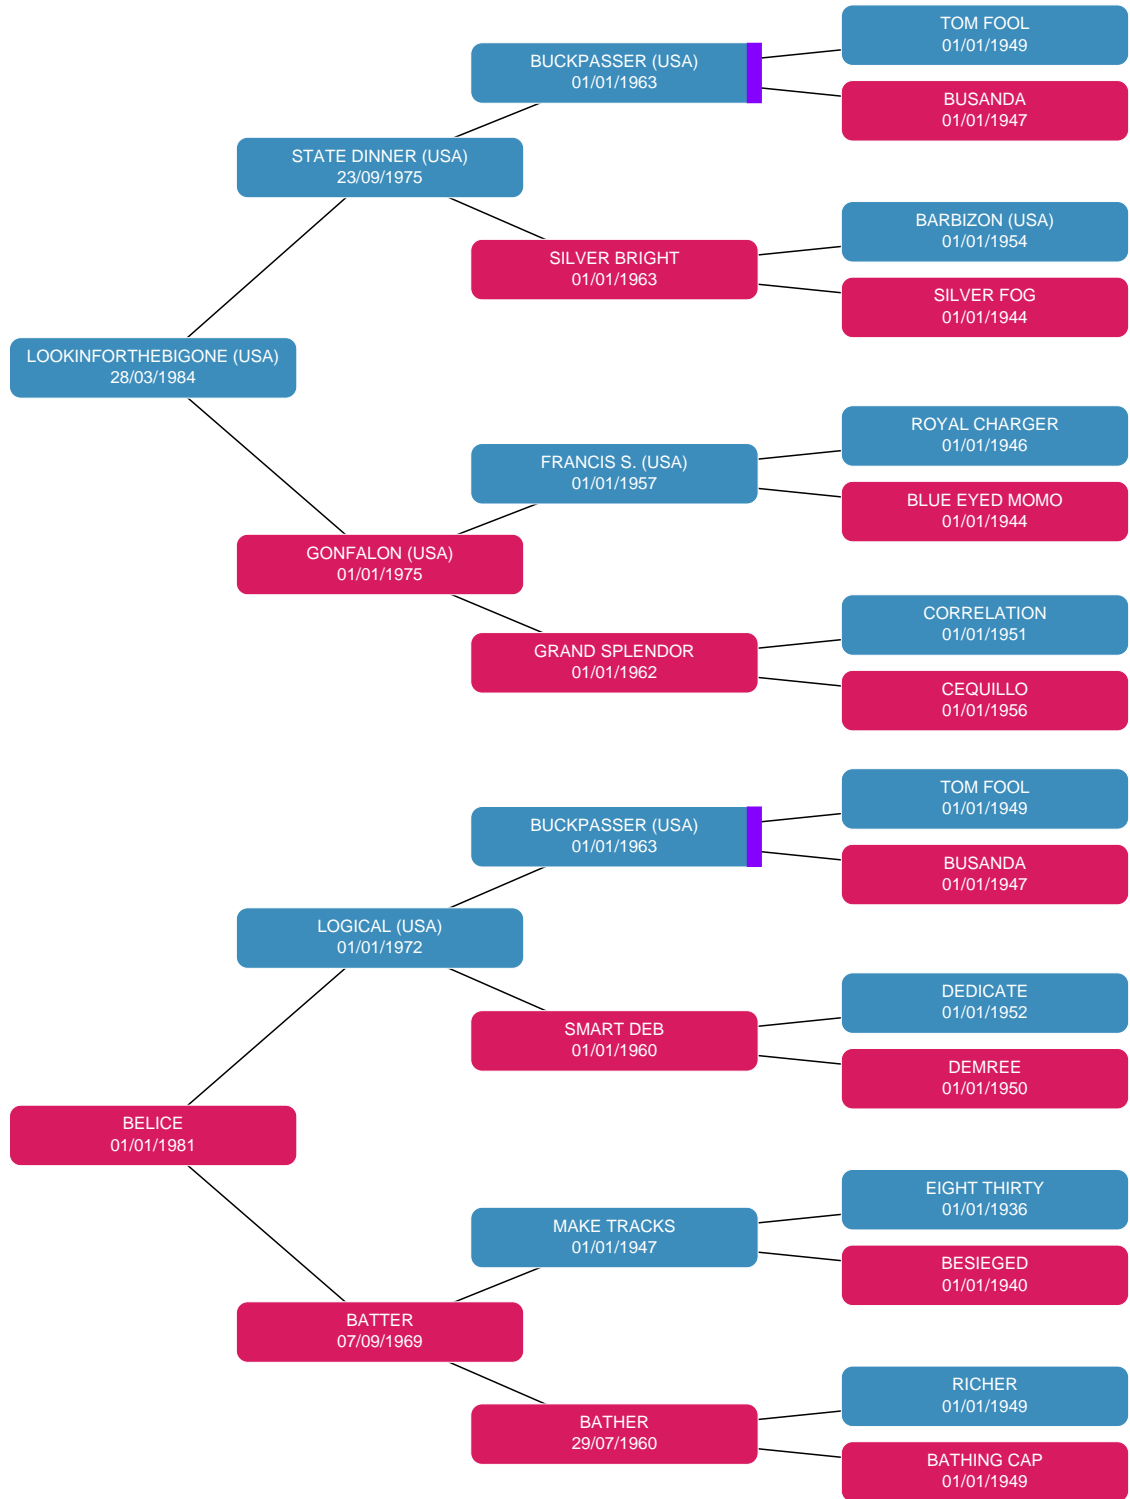 TOM FOOL
01/01/1949
BUCKPASSER (USA)
01/01/1963
BUSANDA
01/01/1947
STATE DINNER (USA)
23/09/1975
BARBIZON (USA)
01/01/1954
SILVER BRIGHT
01/01/1963
SILVER FOG
01/01/1944
LOOKINFORTHEBIGONE (USA)
28/03/1984
ROYAL CHARGER
01/01/1946
FRANCIS S. (USA)
01/01/1957
BLUE EYED MOMO
01/01/1944
GONFALON (USA)
01/01/1975
CORRELATION
01/01/1951
GRAND SPLENDOR
01/01/1962
CEQUILLO
01/01/1956
TOM FOOL
01/01/1949
BUCKPASSER (USA)
01/01/1963
BUSANDA
01/01/1947
LOGICAL (USA)
01/01/1972
DEDICATE
01/01/1952
SMART DEB
01/01/1960
DEMREE
01/01/1950
BELICE
01/01/1981
EIGHT THIRTY
01/01/1936
MAKE TRACKS
01/01/1947
BESIEGED
01/01/1940
BATTER
07/09/1969
RICHER
01/01/1949
BATHER
29/07/1960
BATHING CAP
01/01/1949